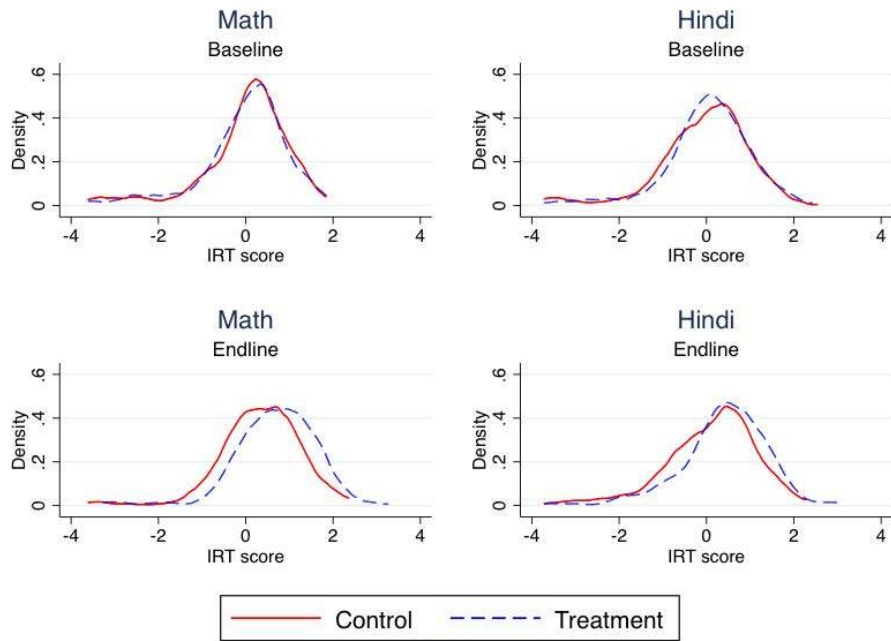 Math
Baseline
Density
0 .2 .4 .6
-4 -2 0 2 4
IRT score
Hindi
Baseline
Density
0 .2 .4 .6
-4 -2 0 2 4
IRT score
Math
Endline
Density
0 .2 .4 .6
-4 -2 0 2 4
IRT score
Hindi
Endline
Density
0 .2 .4 .6
-4 -2 0 2 4
IRT score
Control Treatment